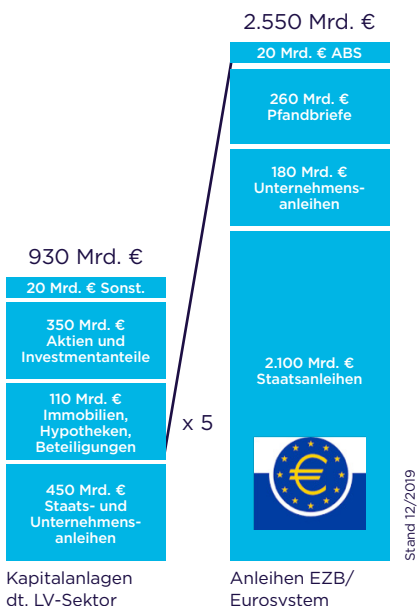 2.550 Mrd. €
20 Mrd. € ABS
260 Mrd. €
Pfandbriefe
180 Mrd. €
Unternehmens-
anleihen
2.100 Mrd. €
Staatsanleihen
930 Mrd. €
20 Mrd. € Sonst.
350 Mrd. €
Aktien und
Investmentanteile
110 Mrd. €
Immobilien,
Hypotheken,
Beteiligungen
450 Mrd. €
Staats- und
Unternehmens-
anleihen
x 5
€
Kapitalanlagen
dt. LV-Sektor
Anleihen EZB/
Eurosystem
Stand 12/2019